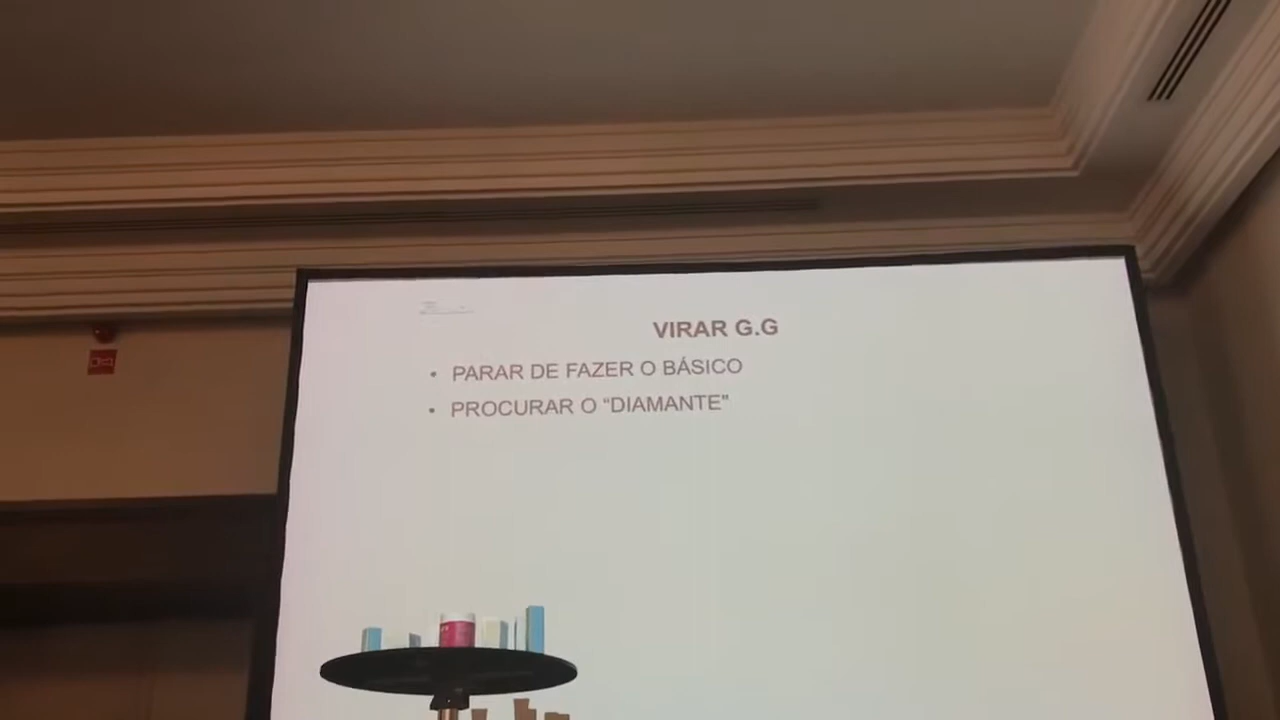 VIRAR G.G
• PARAR DE FAZER O BÁSICO
• PROCURAR O “DIAMANTE"